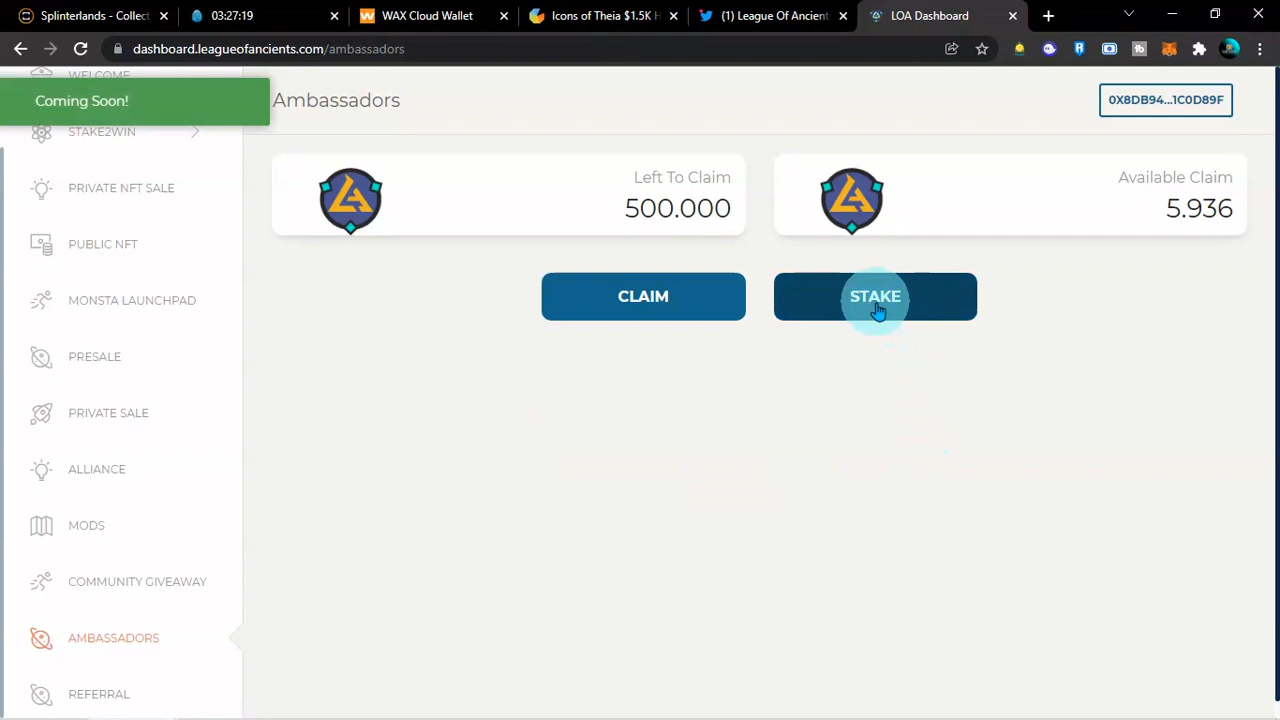 Splinterlands - Collect
03:27:19
WAX Cloud Wallet
Icons of Theia $1.5K H
(1) League Of Ancient
LOA Dashboard
dashboard.leagueofancients.com/ambassadors
WELCOME
Coming Soon!
Ambassadors
0X8DB94...1C0D89F
STAKE2WIN
PRIVATE NFT SALE
PUBLIC NFT
MONSTA LAUNCHPAD
PRESALE
PRIVATE SALE
ALLIANCE
MODS
COMMUNITY GIVEAWAY
AMBASSADORS
REFERRAL
Left To Claim
500.000
Available Claim
5.936
CLAIM
STAKE